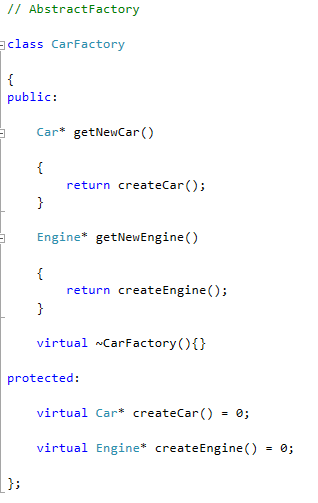 // AbstractFactory
class CarFactory
{
public:
Car* getNewCar()
{
return createCar();
}
Engine* getNewEngine()
{
return createEngine();
}
virtual ~CarFactory(){}
protected:
virtual Car* createCar() = 0;
virtual Engine* createEngine() = 0;
};